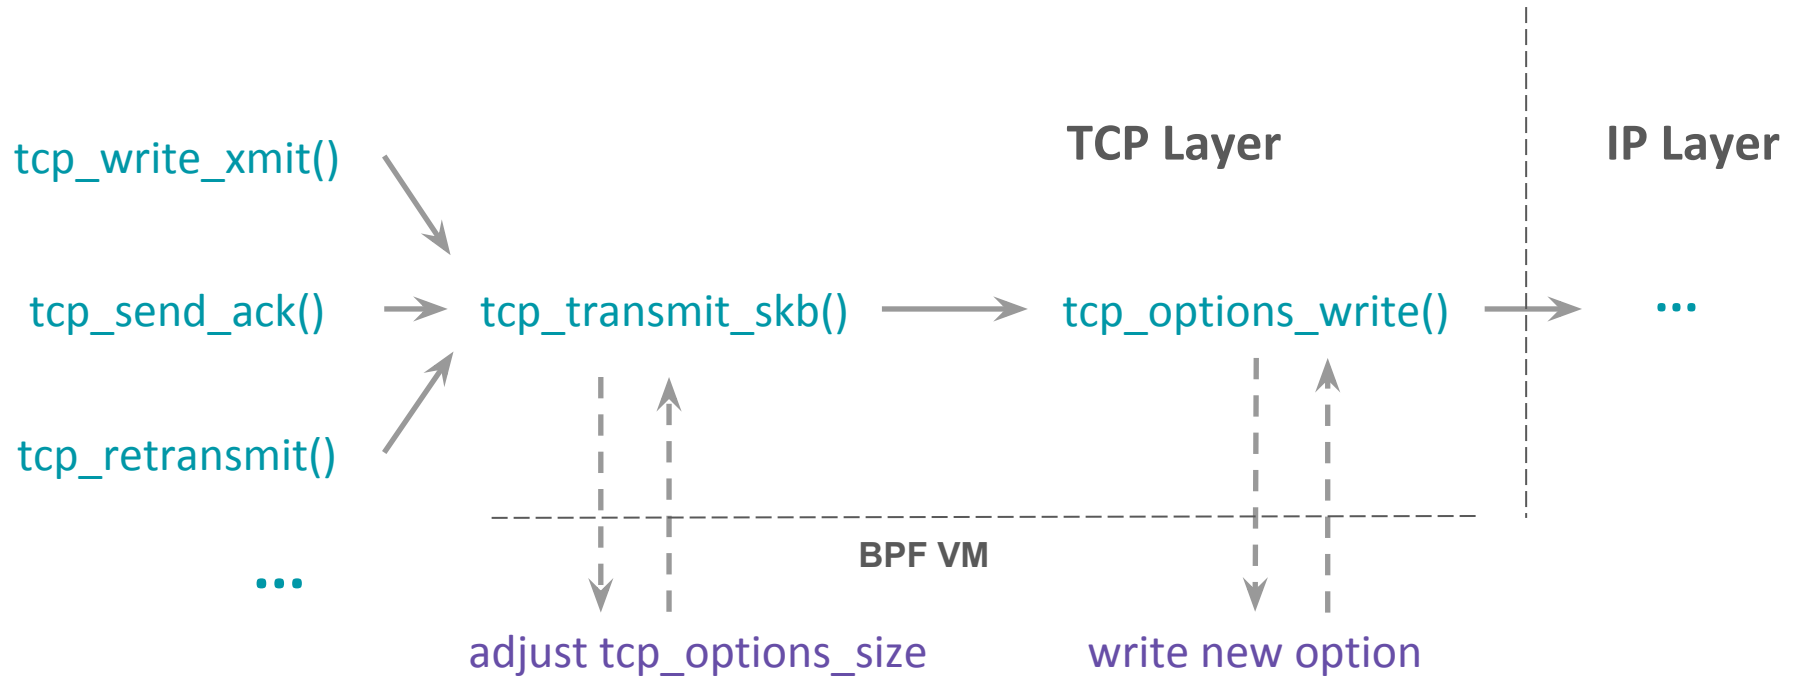 TCP Layer
IP Layer
tcp_write_xmit()
tcp_send_ack()
tcp_transmit_skb()
tcp_options_write()
...
tcp_retransmit()
BPF VM
...
adjust tcp_options_size
write new option